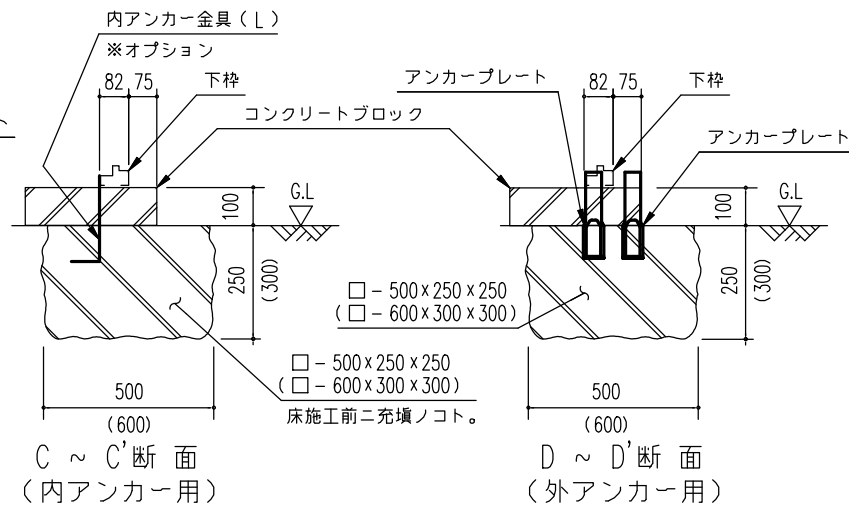 内アンカー金具(L)
※オプション
82 75
下枠
コンクリートブロック
G.L
100
250
(300)
□-500×250×250
(□-600×300×300)
床施工前ニ充填ノコト。
500
(600)
C ~ C'断 面
(内アンカー用)
アンカープレート
82 75
下枠
アンカープレート
G.L
100
250
(300)
□-500×250×250
(□-600×300×300)
500
(600)
D ~ D'断 面
(外アンカー用)